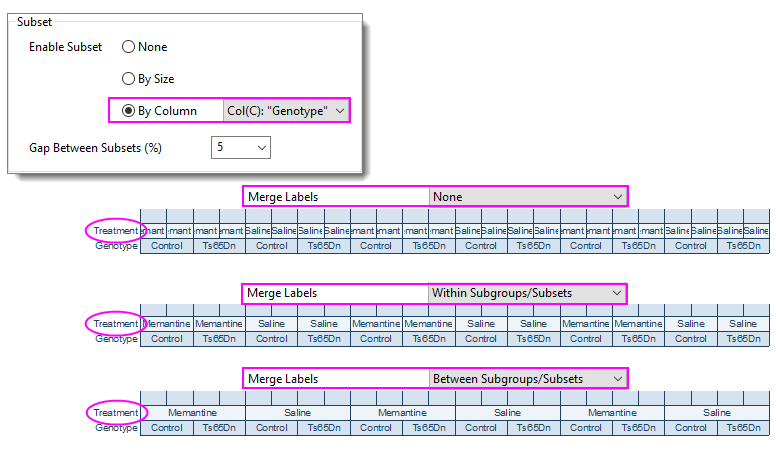 Subset
Enable Subset None
By Size
By Column Col(C): "Genotype"
Gap Between Subsets (%) 5
Merge Labels None
Treatment emant emant emant emant Saline Saline Saline Saline emant emant emant emant Saline Saline Saline Saline emant emant emant emant Saline Saline Saline Saline
Genotype Control Ts65Dn Control Ts65Dn Control Ts65Dn Control Ts65Dn Control Ts65Dn Control Ts65Dn
Merge Labels Within Subgroups/Subsets
Treatment Memantine Memantine Saline Saline Memantine Memantine Saline Saline Memantine Memantine Saline Saline
Genotype Control Ts65Dn Control Ts65Dn Control Ts65Dn Control Ts65Dn Control Ts65Dn Control Ts65Dn
Merge Labels Between Subgroups/Subsets
Treatment Memantine Saline Memantine Saline Memantine Saline
Genotype Control Ts65Dn Control Ts65Dn Control Ts65Dn Control Ts65Dn Control Ts65Dn Control Ts65Dn